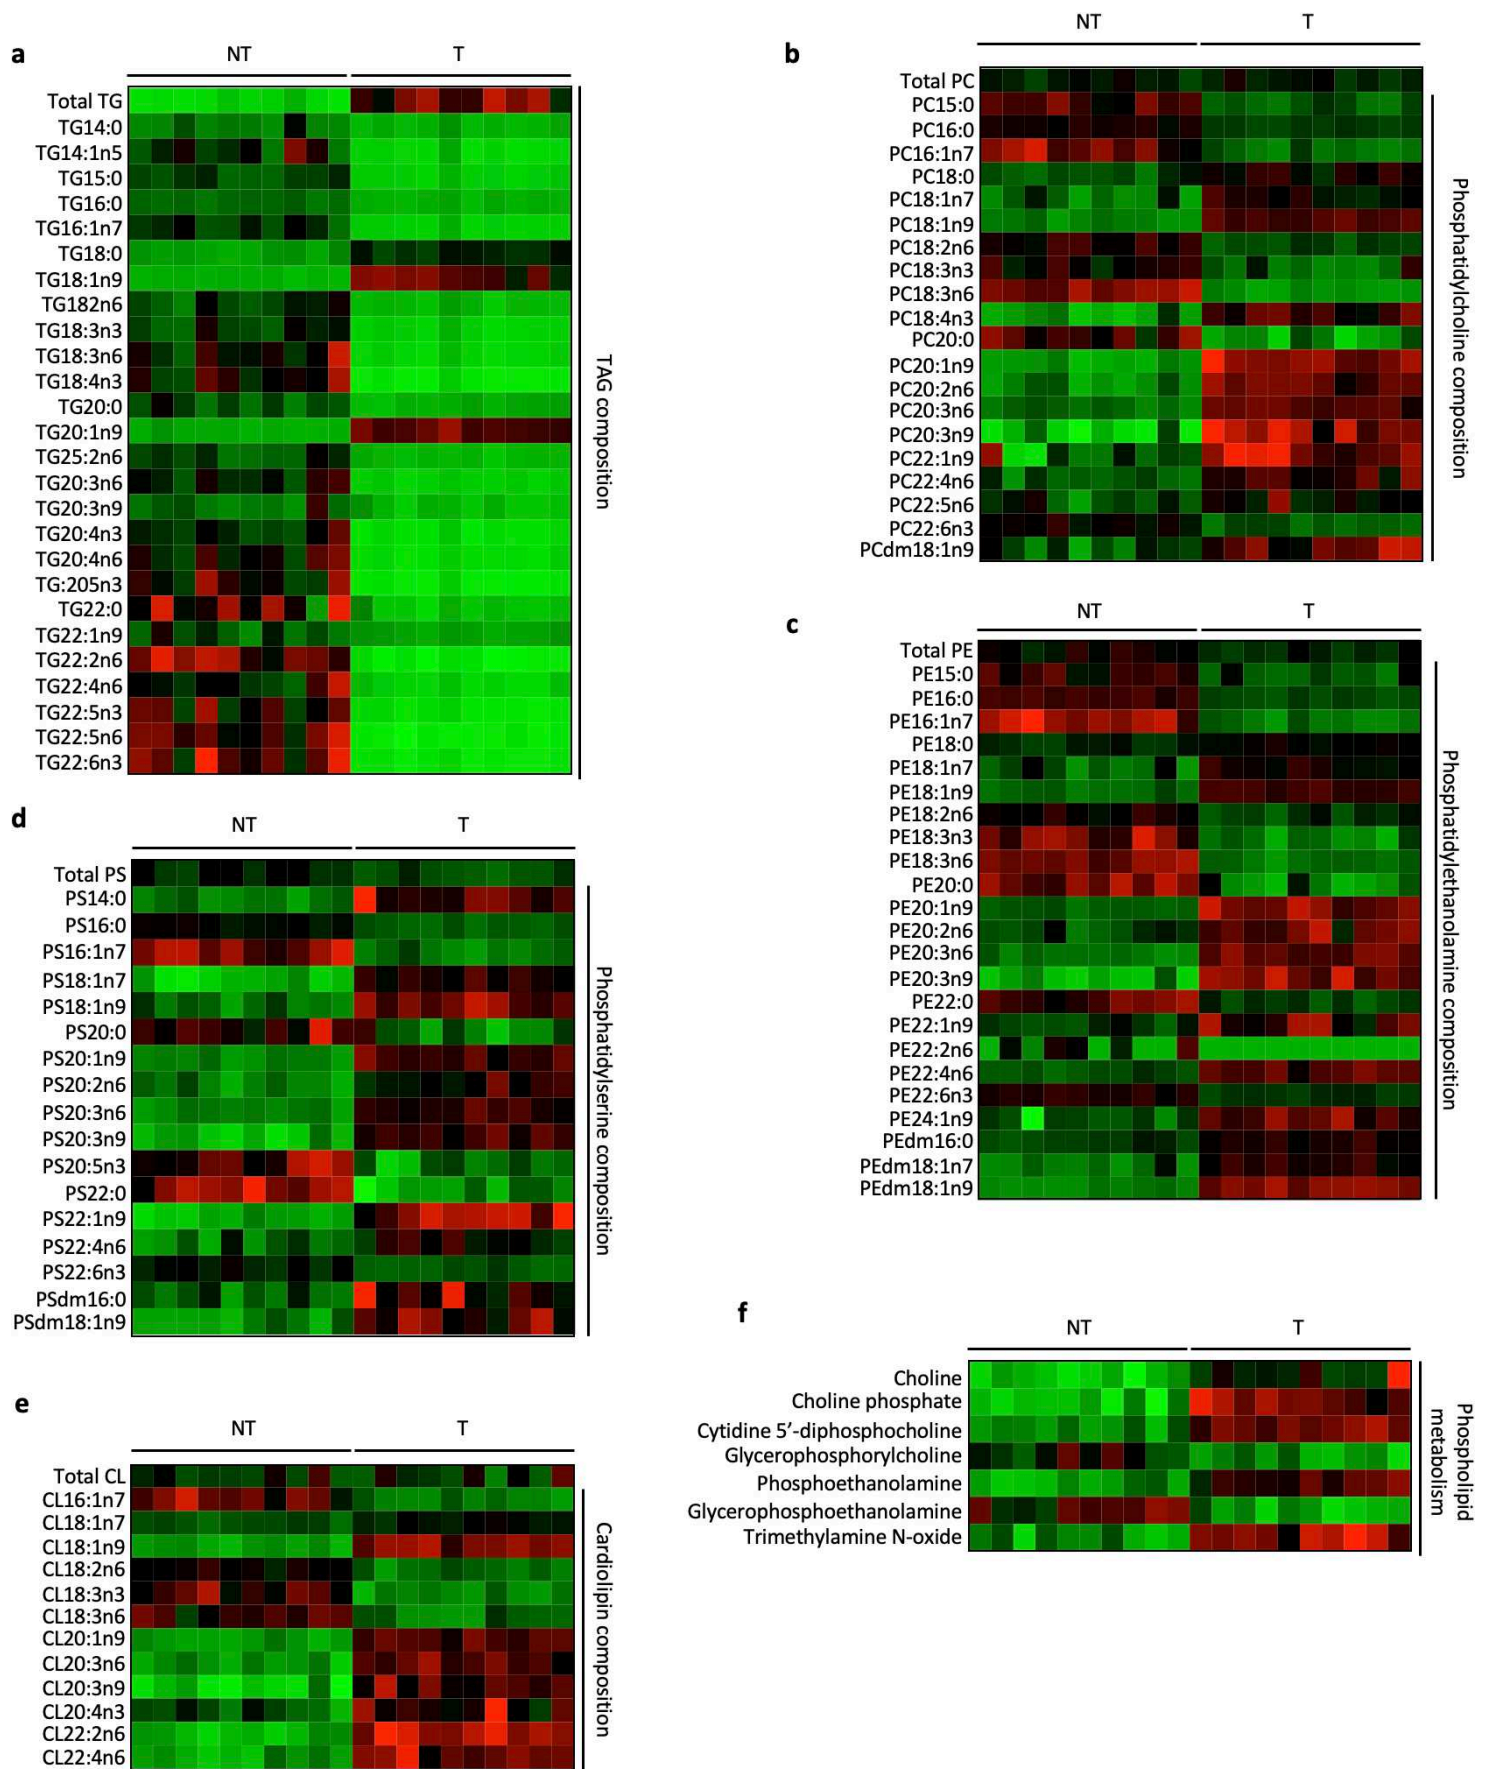 a
NT T
Total TG
TG14:0
TG14:1n5
TG15:0
TG16:0
TG16:1n7
TG18:0
TG18:1n9
TG182n6
TG18:3n3
TG18:3n6
TG18:4n3
TG20:0
TG20:1n9
TG25:2n6
TG20:3n6
TG20:3n9
TG20:4n3
TG20:4n6
TG:205n3
TG22:0
TG22:1n9
TG22:2n6
TG22:4n6
TG22:5n3
TG22:5n6
TG22:6n3
TAG composition
b
NT T
Total PC
PC15:0
PC16:0
PC16:1n7
PC18:0
PC18:1n7
PC18:1n9
PC18:2n6
PC18:3n3
PC18:3n6
PC18:4n3
PC20:0
PC20:1n9
PC20:2n6
PC20:3n6
PC20:3n9
PC22:1n9
PC22:4n6
PC22:5n6
PC22:6n3
PCdm18:1n9
Phosphatidylcholine composition
c
NT T
Total PE
PE15:0
PE16:0
PE16:1n7
PE18:0
PE18:1n7
PE18:1n9
PE18:2n6
PE18:3n3
PE18:3n6
PE20:0
PE20:1n9
PE20:2n6
PE20:3n6
PE20:3n9
PE22:0
PE22:1n9
PE22:2n6
PE22:4n6
PE22:6n3
PE24:1n9
PEdm16:0
PEdm18:1n7
PEdm18:1n9
Phosphatidylethanolamine composition
d
NT T
Total PS
PS14:0
PS16:0
PS16:1n7
PS18:1n7
PS18:1n9
PS20:0
PS20:1n9
PS20:2n6
PS20:3n6
PS20:3n9
PS20:5n3
PS22:0
PS22:1n9
PS22:4n6
PS22:6n3
PSdm16:0
PSdm18:1n9
Phosphatidylserine composition
e
NT T
Total CL
CL16:1n7
CL18:1n7
CL18:1n9
CL18:2n6
CL18:3n3
CL18:3n6
CL20:1n9
CL20:3n6
CL20:3n9
CL20:4n3
CL22:2n6
CL22:4n6
Cardiolipin composition
f
NT T
Choline
Choline phosphate
Cytidine 5’-diphosphocholine
Glycerophosphorylcholine
Phosphoethanolamine
Glycerophosphoethanolamine
Trimethylamine N-oxide
Phospholipid
metabolism